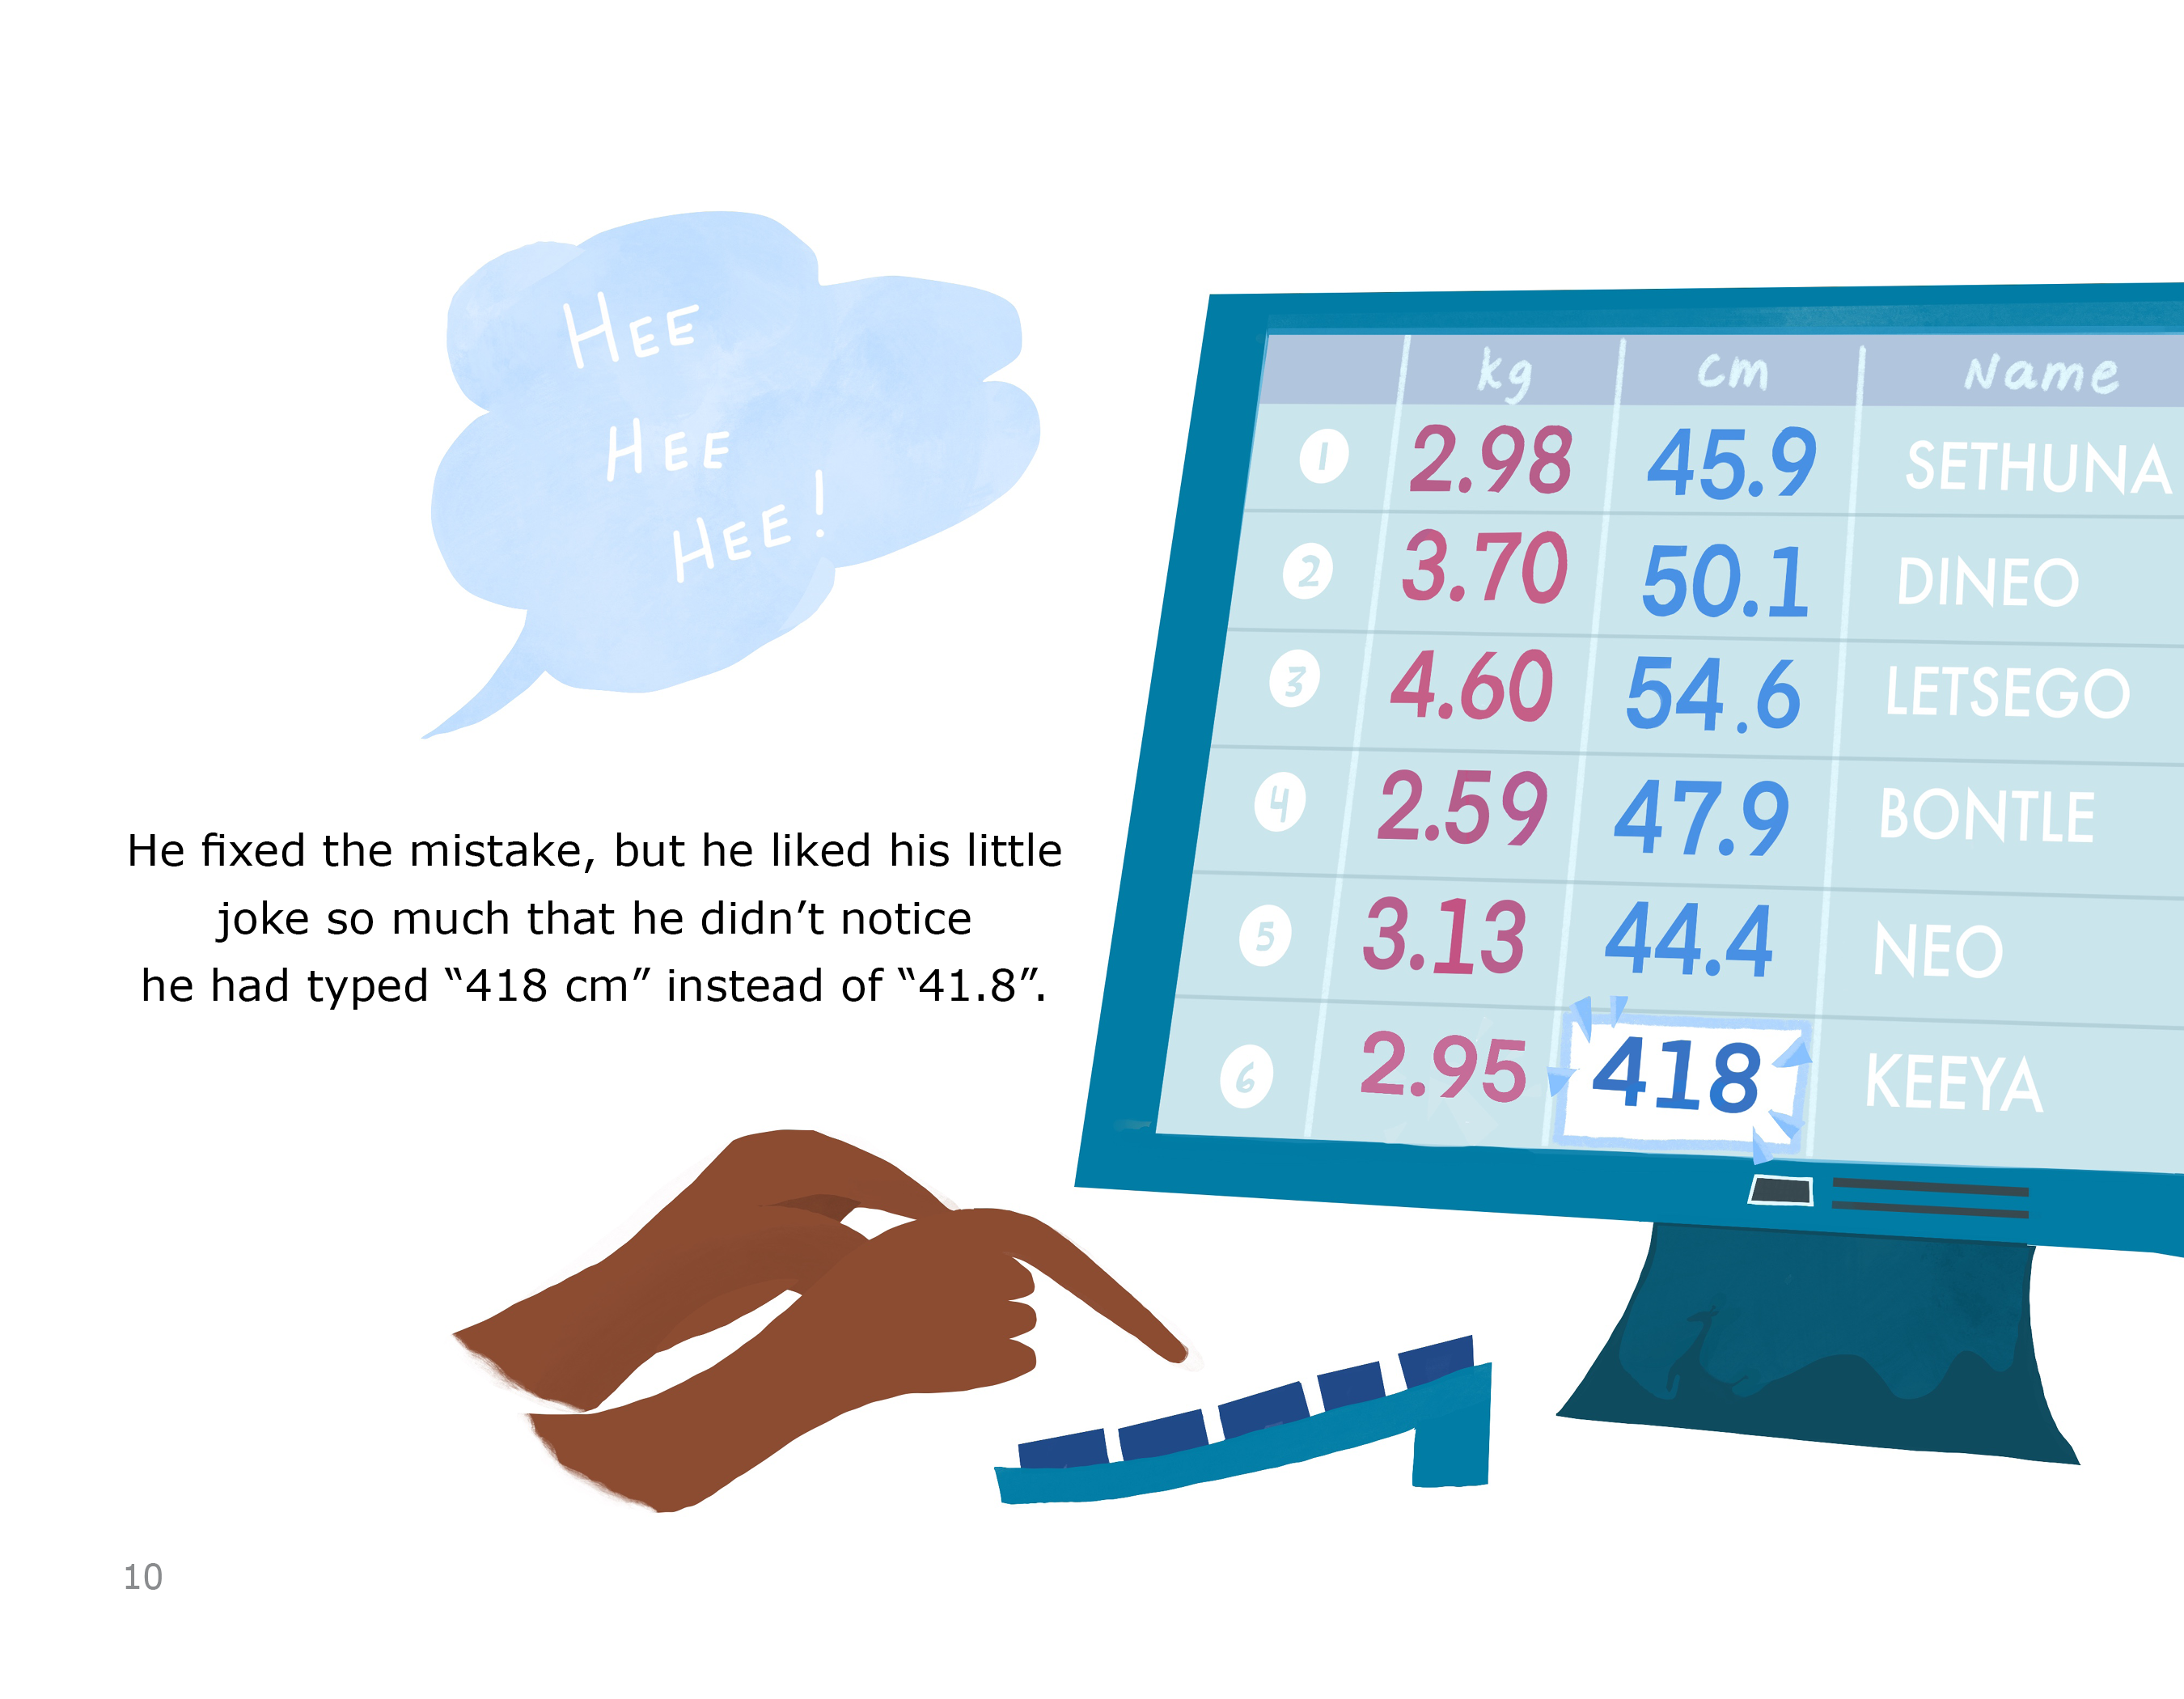 HEE
HEE
HEE!
He fixed the mistake, but he liked his little
joke so much that he didn’t notice
he had typed “418 cm” instead of “41.8”.
kg cm Name
1 2.98 45.9 SETHUNA
2 3.70 50.1 DINEO
3 4.60 54.6 LETSEGO
4 2.59 47.9 BONTLE
5 3.13 44.4 NEO
6 2.95 418 KEEYA
10